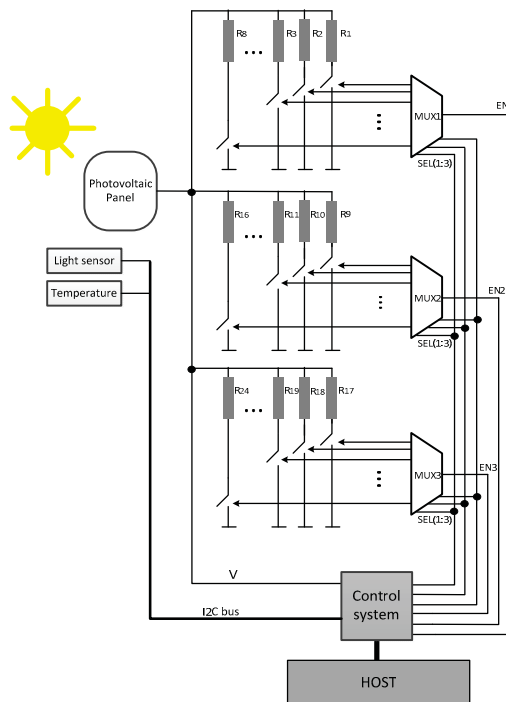 R8
R3
R2
R1
...
MUX1
EN
SEL(1:3)
Photovoltaic
Panel
R16
R11
R10
R9
...
Light sensor
Temperature
MUX2
EN2
SEL(1:3)
R24
R19
R18
R17
...
MUX3
EN3
SEL(1:3)
V
I2C bus
Control
system
HOST